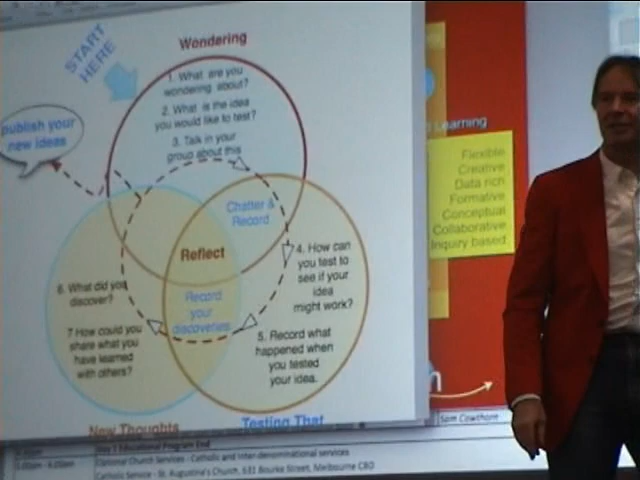 START
HERE
Wondering
1. What are you
wondering about?
2. What is the idea
you would like to test?
3. Talk in your
group about this
publish your
new ideas
Chatter &
Record
Reflect
Record
your
discoveries
4. How can
you test to
see if your
idea
might work?
5. Record what
happened when
you tested
your idea.
6. What did you
discover?
7 How could you
share what you
have learned
with others?
New Thoughts
Testing That
Learning
Flexible
Creative
Data rich
Formative
Conceptual
Collaborative
Inquiry based
Sam Cawthorn
Educational Program End
National Church Services - Catholic and Inter-denominational services
Catholic Service - St. Augustine's Church, 631 Bourke Street, Melbourne CBD